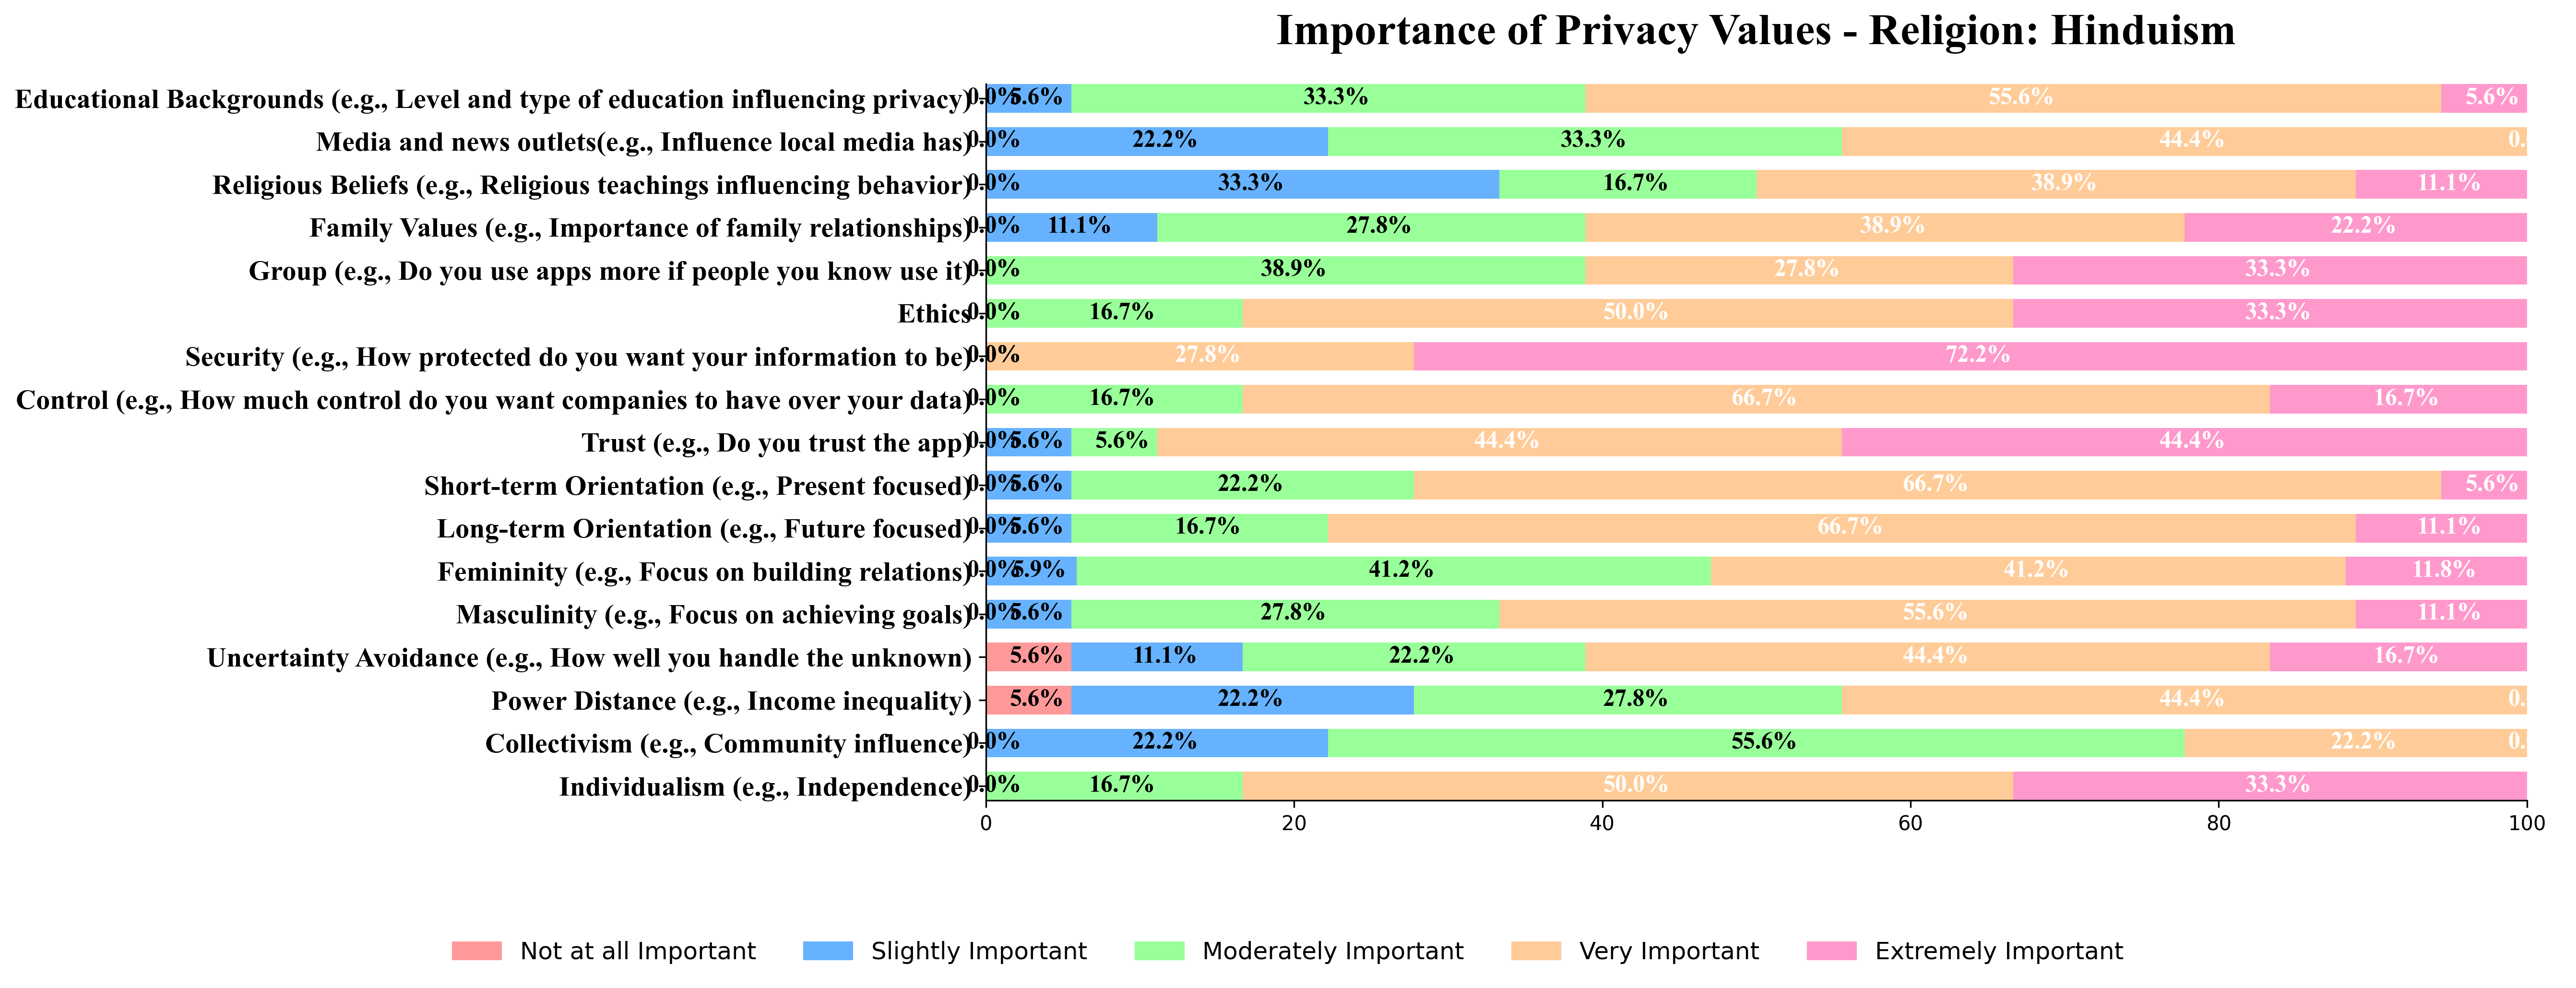 Importance of Privacy Values - Religion: Hinduism
Educational Backgrounds (e.g., Level and type of education influencing privacy) 0.0% 5.6% 33.3% 55.6% 5.6%
Media and news outlets(e.g., Influence local media has) 0.0% 22.2% 33.3% 44.4% 0.
Religious Beliefs (e.g., Religious teachings influencing behavior) 0.0% 33.3% 16.7% 38.9% 11.1%
Family Values (e.g., Importance of family relationships) 0.0% 11.1% 27.8% 38.9% 22.2%
Group (e.g., Do you use apps more if people you know use it) 0.0% 38.9% 27.8% 33.3%
Ethics 0.0% 16.7% 50.0% 33.3%
Security (e.g., How protected do you want your information to be) 0.0% 27.8% 72.2%
Control (e.g., How much control do you want companies to have over your data) 0.0% 16.7% 66.7% 16.7%
Trust (e.g., Do you trust the app) 0.0% 5.6% 5.6% 44.4% 44.4%
Short-term Orientation (e.g., Present focused) 0.0% 5.6% 22.2% 66.7% 5.6%
Long-term Orientation (e.g., Future focused) 0.0% 5.6% 16.7% 66.7% 11.1%
Femininity (e.g., Focus on building relations) 0.0% 5.9% 41.2% 41.2% 11.8%
Masculinity (e.g., Focus on achieving goals) 0.0% 5.6% 27.8% 55.6% 11.1%
Uncertainty Avoidance (e.g., How well you handle the unknown) 5.6% 11.1% 22.2% 44.4% 16.7%
Power Distance (e.g., Income inequality) 5.6% 22.2% 27.8% 44.4% 0.
Collectivism (e.g., Community influence) 0.0% 22.2% 55.6% 22.2% 0.
Individualism (e.g., Independence) 0.0% 16.7% 50.0% 33.3%
0 20 40 60 80 100
Not at all Important Slightly Important Moderately Important Very Important Extremely Important